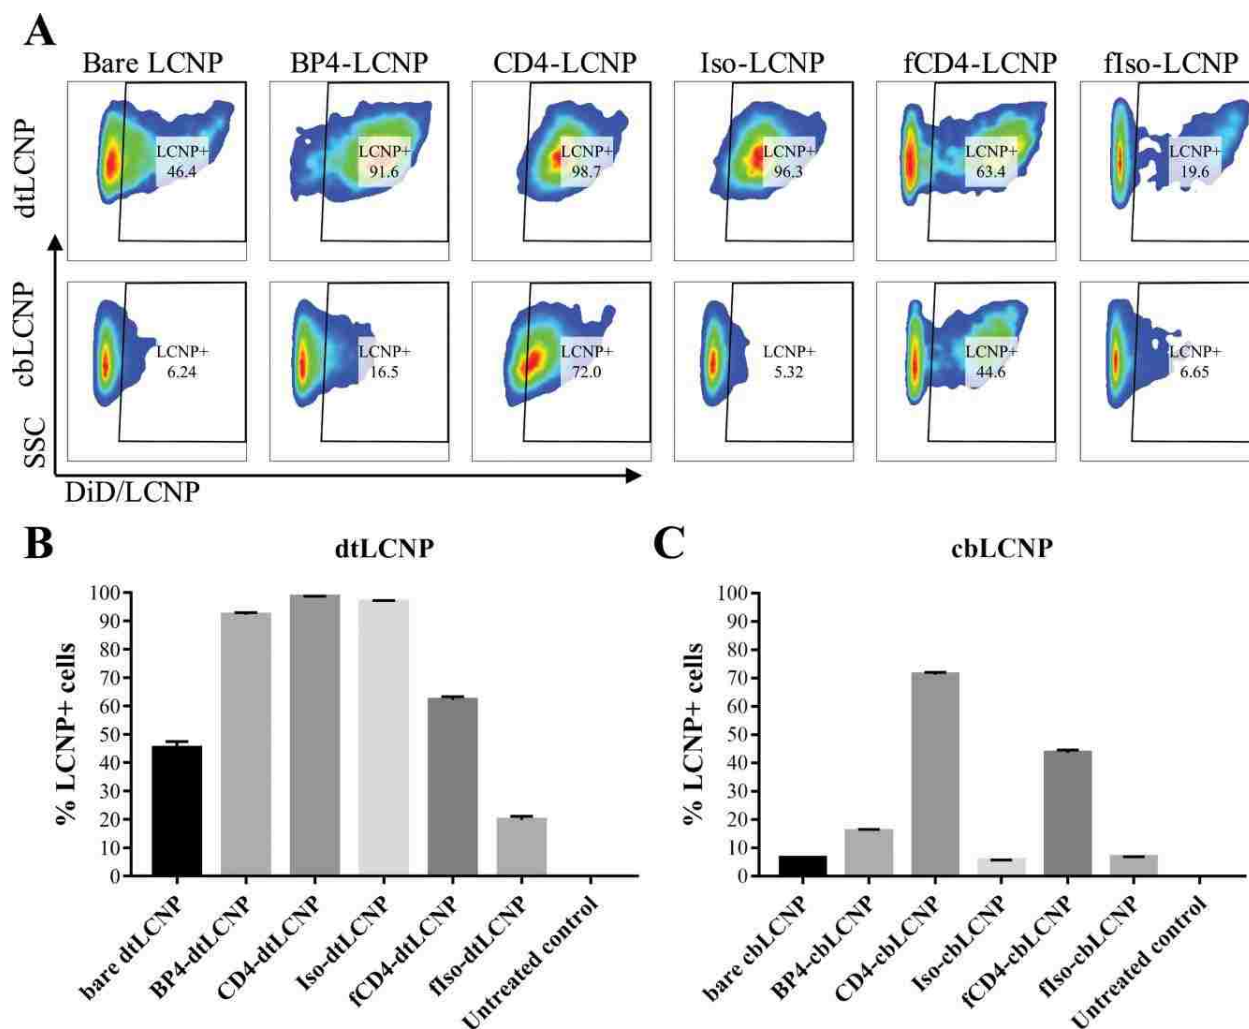 A
Bare LCNP BP4-LCNP CD4-LCNP Iso-LCNP fCD4-LCNP fIso-LCNP
dtLCNP
LCNP+ LCNP+ LCNP+ LCNP+ LCNP+ LCNP+
46.4 91.6 98.7 96.3 63.4 19.6
cbLCNP
LCNP+ LCNP+ LCNP+ LCNP+ LCNP+ LCNP+
6.24 16.5 72.0 5.32 44.6 6.65
SSC
DiD/LCNP
B
dtLCNP
% LCNP+ cells
100
90
80
70
60
50
40
30
20
10
0
bare dtLCNP
BP4-dtLCNP
CD4-dtLCNP
Iso-dtLCNP
fCD4-dtLCNP
fIso-dtLCNP
Untreated control
C
cbLCNP
% LCNP+ cells
100
90
80
70
60
50
40
30
20
10
0
bare cbLCNP
BP4-cbLCNP
CD4-cbLCNP
Iso-cbLCNP
fCD4-cbLCNP
fIso-cbLCNP
Untreated control